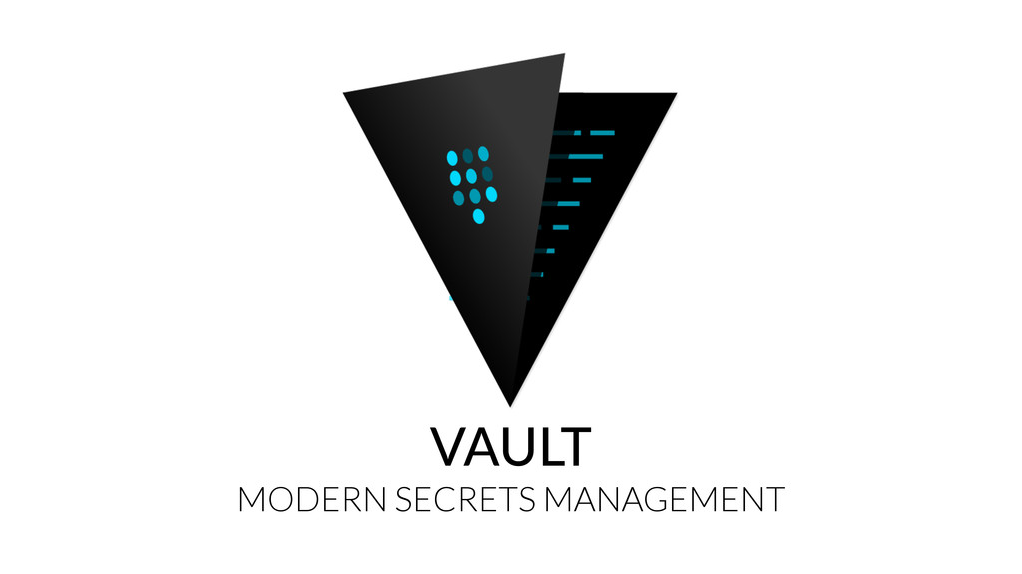 VAULT
MODERN SECRETS MANAGEMENT